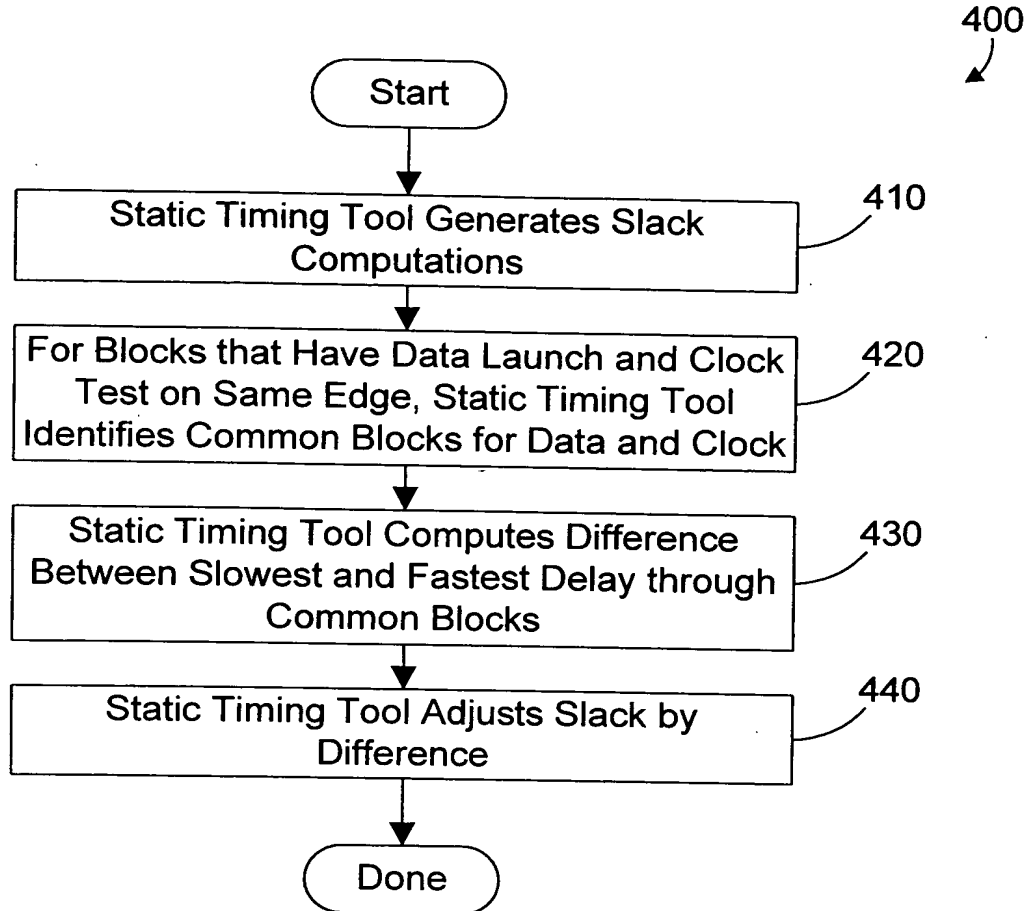 400
Start
Static Timing Tool Generates Slack
Computations
410
For Blocks that Have Data Launch and Clock
Test on Same Edge, Static Timing Tool
Identifies Common Blocks for Data and Clock
420
Static Timing Tool Computes Difference
Between Slowest and Fastest Delay through
Common Blocks
430
Static Timing Tool Adjusts Slack by
Difference
440
Done